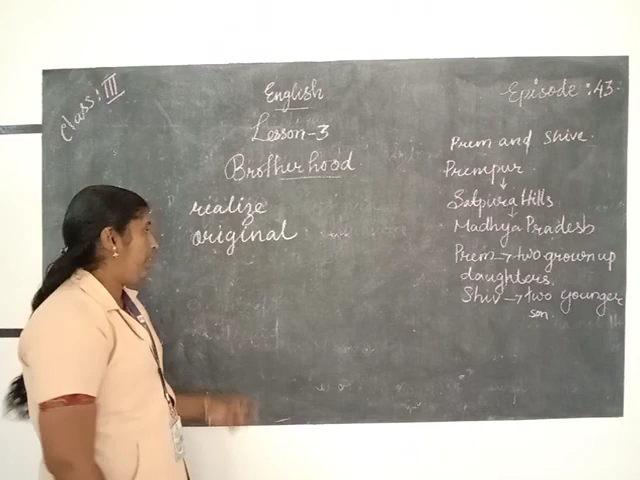 Class: III
English
Episode: 43.
Lesson-3
Brotherhood
realize
original
Prem and Shive.
Prempur
↓
Satpura Hills
↓
Madhya Pradesh
Prem → two grown up
daughters.
Shiv → two younger
son.